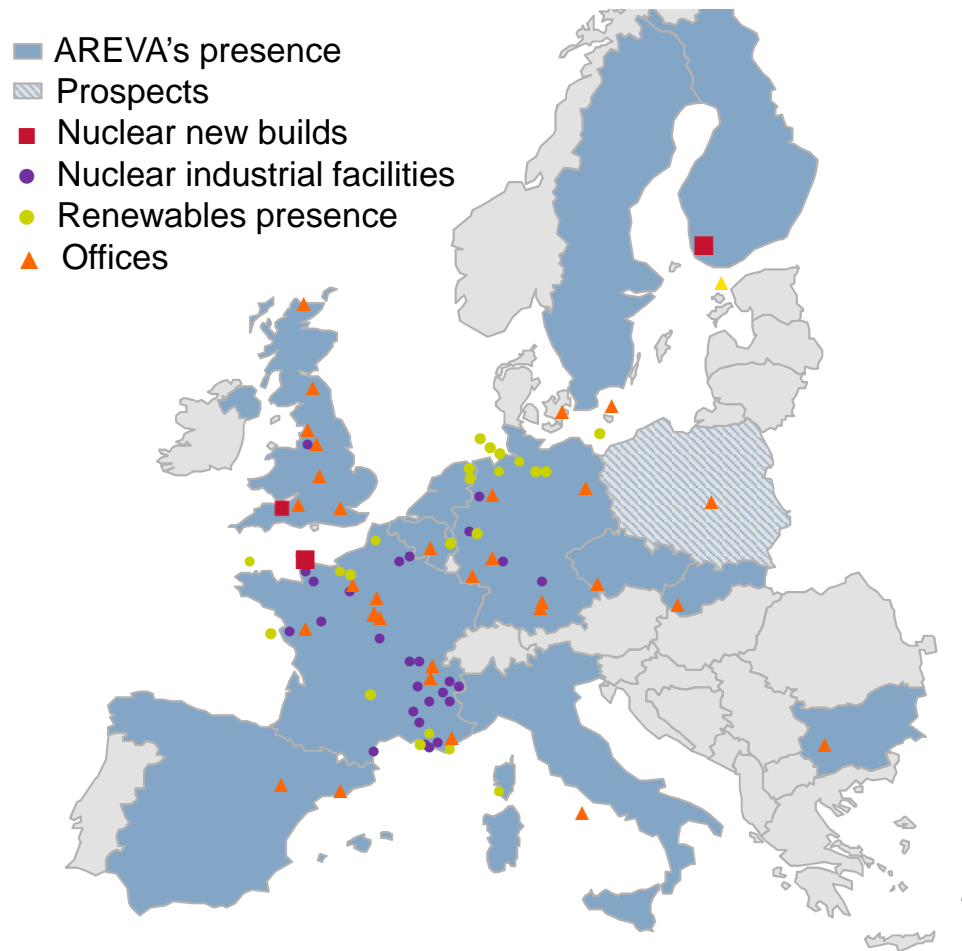 AREVA’s presence
Prospects
Nuclear new builds
Nuclear industrial facilities
Renewables presence
Offices